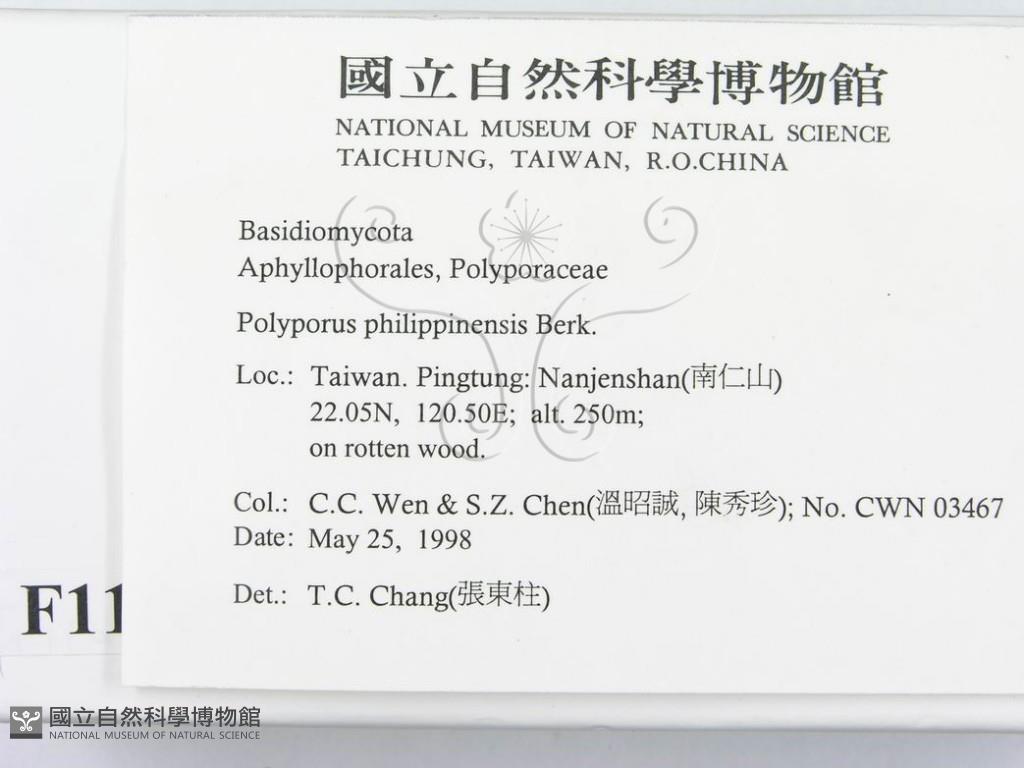 國立自然科學博物館
NATIONAL MUSEUM OF NATURAL SCIENCE
TAICHUNG, TAIWAN, R.O.CHINA
Basidiomycota
Aphyllophorales, Polyporaceae
Polyporus philippinensis Berk.
Loc.: Taiwan. Pingtung: Nanjenshan(南仁山)
22.05N, 120.50E; alt. 250m;
on rotten wood.
Col.: C.C. Wen & S.Z. Chen(溫昭誠, 陳秀珍); No. CWN 03467
Date: May 25, 1998
Det.: T.C. Chang(張東柱)
F11
國立自然科學博物館
NATIONAL MUSEUM OF NATURAL SCIENCE